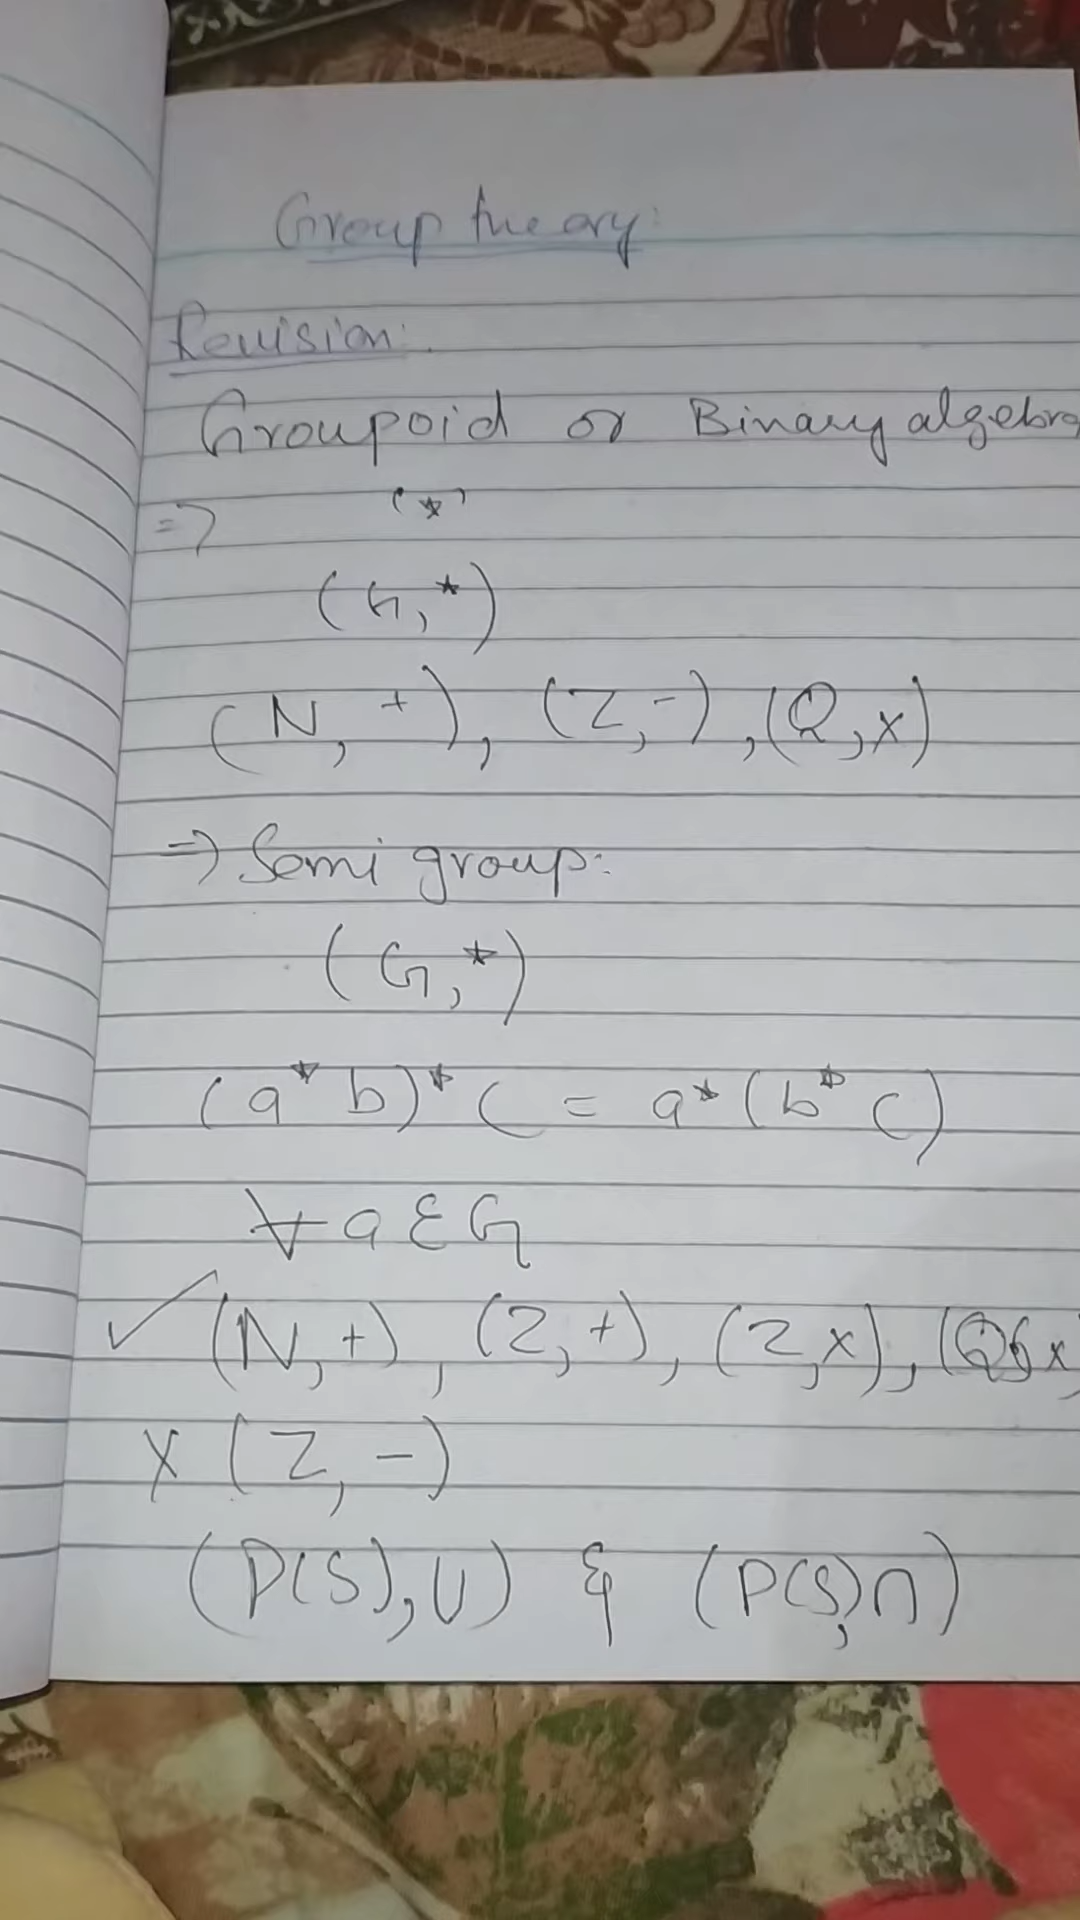 Group theory:
Revision:
Groupoid or Binary algebra
=> '*'
(G, *)
(N, +), (Z, -), (Q, x)
=> Semi group:
(G, *)
(a * b) * c = a * (b * c)
∀ a ∈ G
✓ (N, +), (Z, +), (Z, x), (Q, x)
X (Z, -)
(P(S), ∪) & (P(S), ∩)